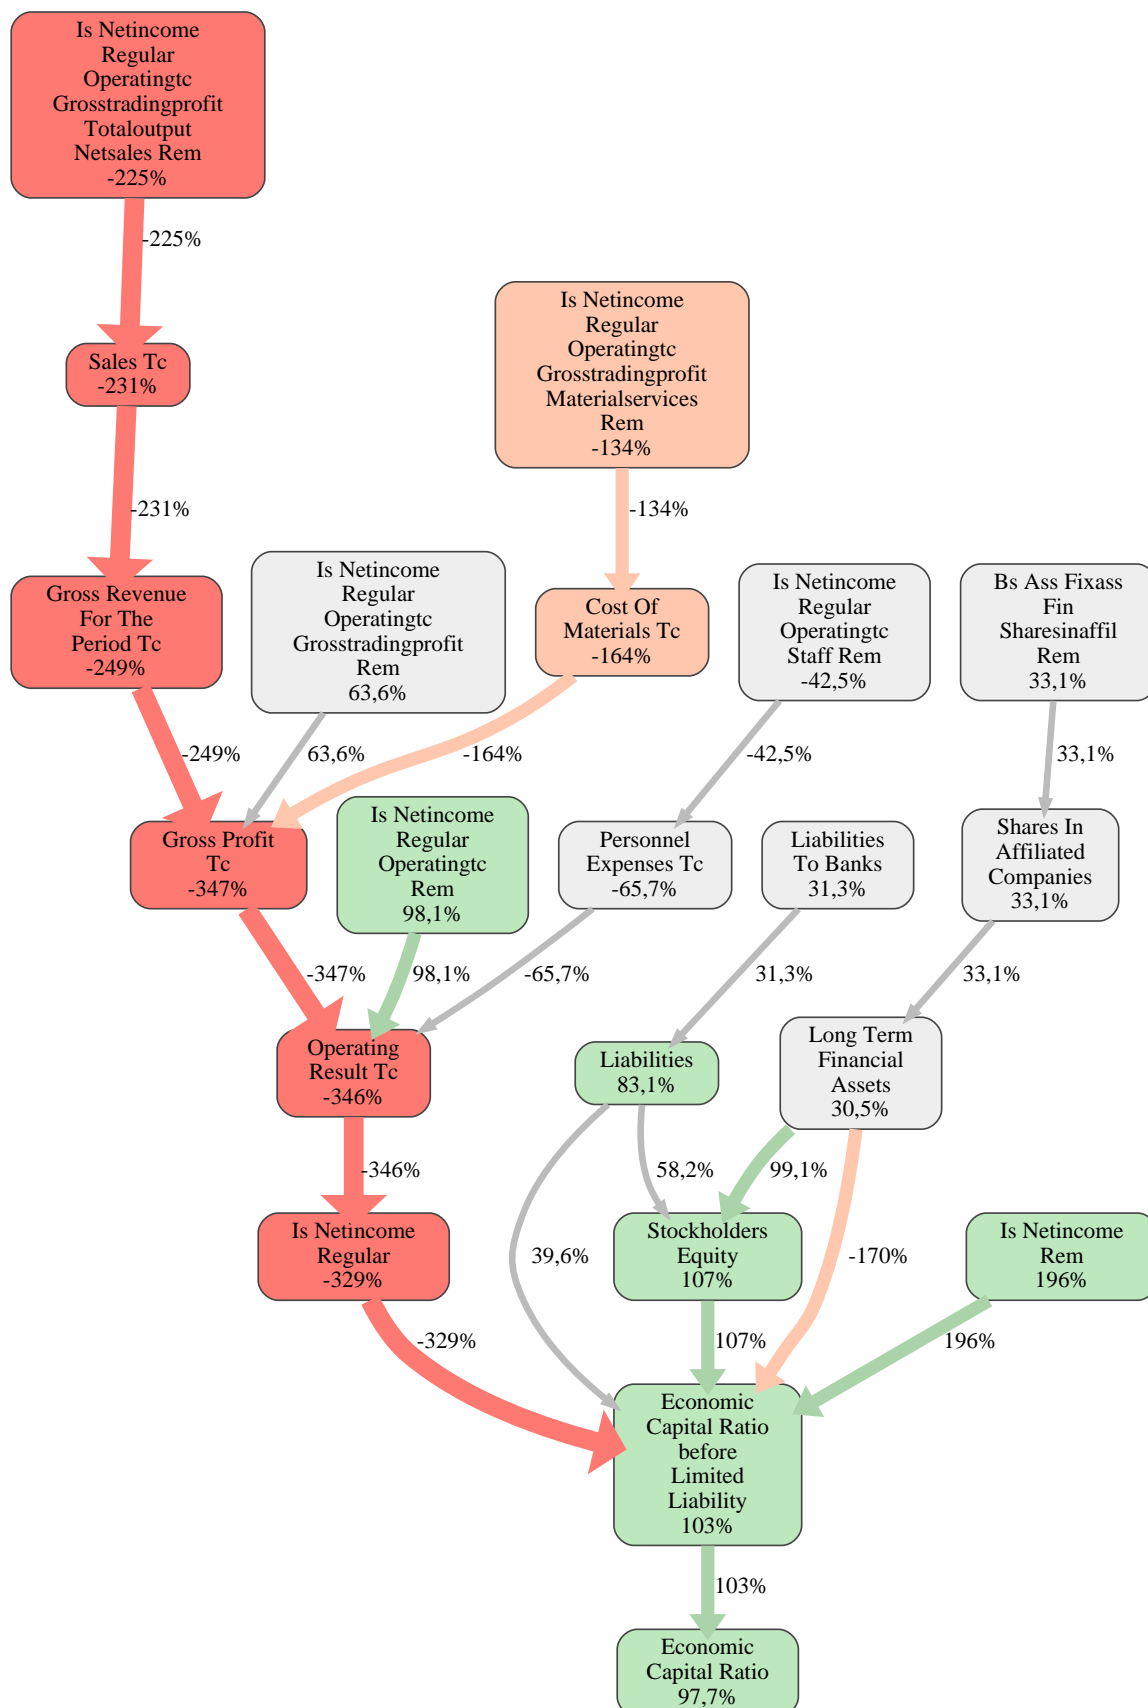 Is Netincome
Regular
Operatingtc
Grosstradingprofit
Totaloutput
Netsales Rem
-225%
-225%
Sales Tc
-231%
-231%
Is Netincome
Regular
Operatingtc
Grosstradingprofit
Materialservices
Rem
-134%
-134%
Gross Revenue
For The
Period Tc
-249%
Is Netincome
Regular
Operatingtc
Grosstradingprofit
Rem
63,6%
Cost Of
Materials Tc
-164%
Is Netincome
Regular
Operatingtc
Staff Rem
-42,5%
Bs Ass Fixass
Fin
Sharesinaffil
Rem
33,1%
-249%
63,6%
-164%
-42,5%
33,1%
Gross Profit
Tc
-347%
Is Netincome
Regular
Operatingtc
Rem
98,1%
Personnel
Expenses Tc
-65,7%
Liabilities
To Banks
31,3%
Shares In
Affiliated
Companies
33,1%
-347%
98,1%
-65,7%
31,3%
33,1%
Operating
Result Tc
-346%
Liabilities
83,1%
Long Term
Financial
Assets
30,5%
-346%
58,2%
99,1%
Is Netincome
Regular
-329%
39,6%
Stockholders
Equity
107%
-170%
Is Netincome
Rem
196%
-329%
107%
196%
Economic
Capital Ratio
before
Limited
Liability
103%
103%
Economic
Capital Ratio
97,7%